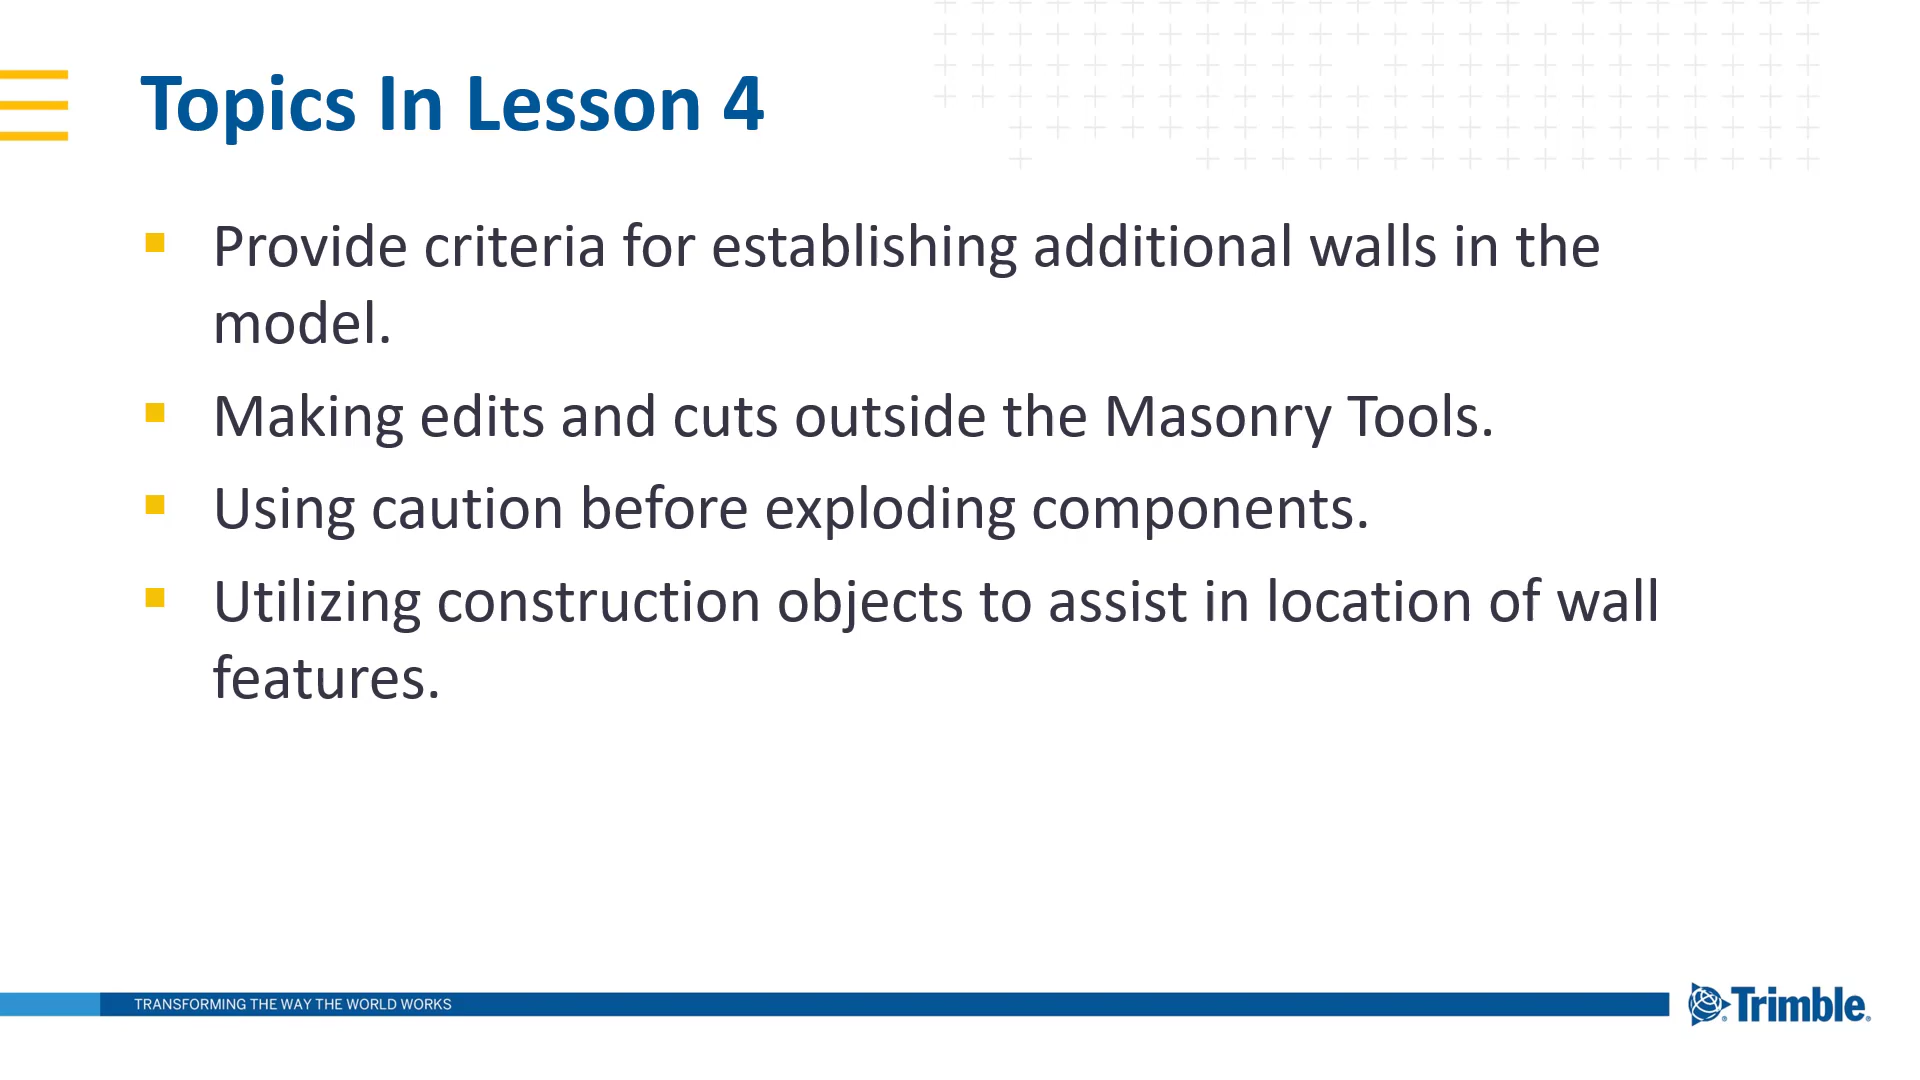 Topics In Lesson 4
Provide criteria for establishing additional walls in the
model.
Making edits and cuts outside the Masonry Tools.
Using caution before exploding components.
Utilizing construction objects to assist in location of wall
features.
TRANSFORMING THE WAY THE WORLD WORKS
Trimble®